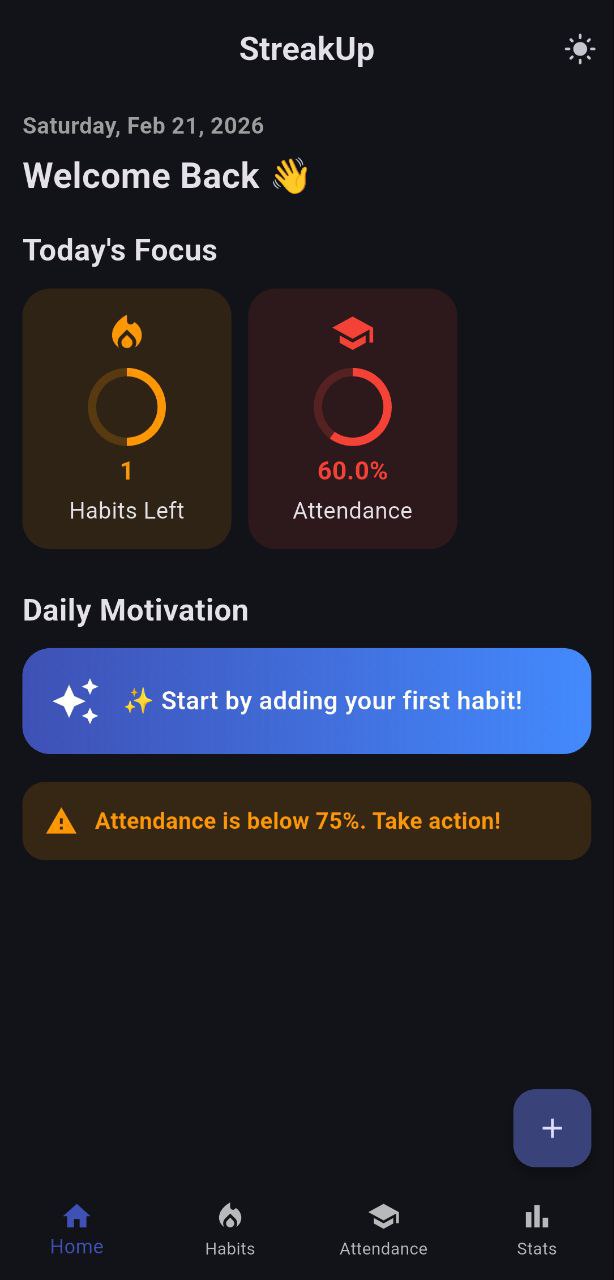 StreakUp
Saturday, Feb 21, 2026
Welcome Back 👋
Today's Focus
1
Habits Left
60.0%
Attendance
Daily Motivation
✨ Start by adding your first habit!
Attendance is below 75%. Take action!
+
Home
Habits
Attendance
Stats